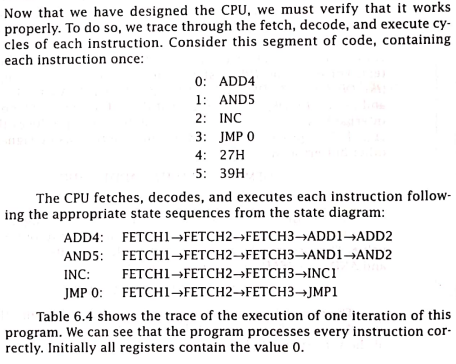 Now that we have designed the CPU, we must verify that it works
properly. To do so, we trace through the fetch, decode, and execute cy-
cles of each instruction. Consider this segment of code, containing
each instruction once:
0: ADD4
1: AND5
2: INC
3: JMP 0
4: 27H
5: 39H
The CPU fetches, decodes, and executes each instruction follow-
ing the appropriate state sequences from the state diagram:
ADD4: FETCH1→FETCH2→FETCH3→ADD1→ADD2
AND5: FETCH1→FETCH2→FETCH3→AND1→AND2
INC: FETCH1→FETCH2→FETCH3→INC1
JMP 0: FETCH1→FETCH2→FETCH3→JMP1
Table 6.4 shows the trace of the execution of one iteration of this
program. We can see that the program processes every instruction cor-
rectly. Initially all registers contain the value 0.